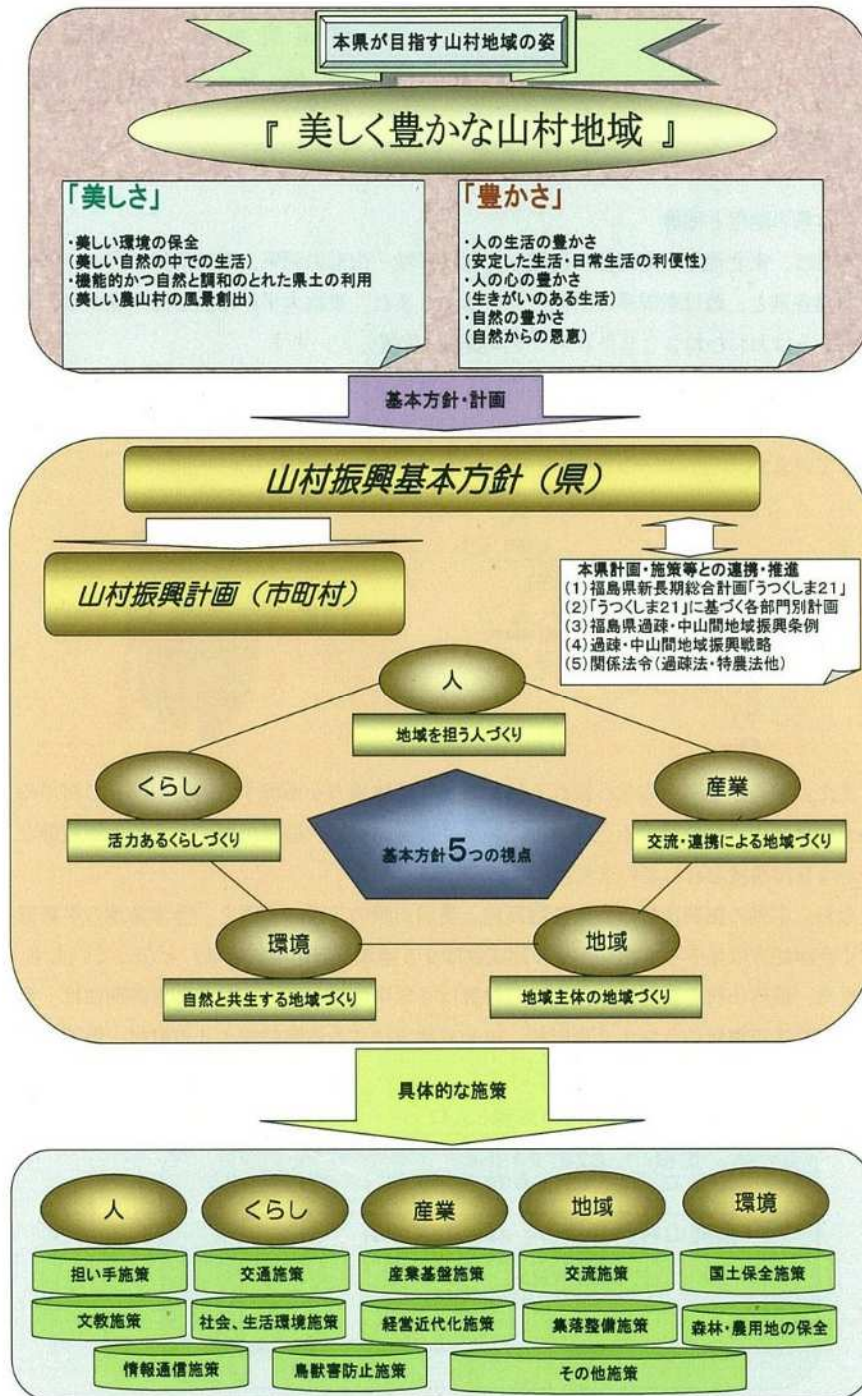 本県が目指す山村地域の姿
『 美しく豊かな山村地域 』
「美しさ」
・美しい環境の保全
(美しい自然の中での生活)
・機能的かつ自然と調和のとれた県土の利用
(美しい農山村の風景創出)
「豊かさ」
・人の生活の豊かさ
(安定した生活・日常生活の利便性)
・人の心の豊かさ
(生きがいのある生活)
・自然の豊かさ
(自然からの恩恵)
基本方針・計画
山村振興基本方針（県）
山村振興計画（市町村）
本県計画・施策等との連携・推進
(1)福島県新長期総合計画「うつくしま21」
(2)「うつくしま21」に基づく各部門別計画
(3)福島県過疎・中山間地域振興条例
(4)過疎・中山間地域振興戦略
(5)関係法令(過疎法・特農法他)
人
地域を担う人づくり
くらし
活力あるくらしづくり
産業
交流・連携による地域づくり
基本方針5つの視点
環境
自然と共生する地域づくり
地域
地域主体の地域づくり
具体的な施策
人
くらし
産業
地域
環境
担い手施策
交通施策
産業基盤施策
交流施策
国土保全施策
文教施策
社会、生活環境施策
経営近代化施策
集落整備施策
森林・農用地の保全
情報通信施策
鳥獣害防止施策
その他施策